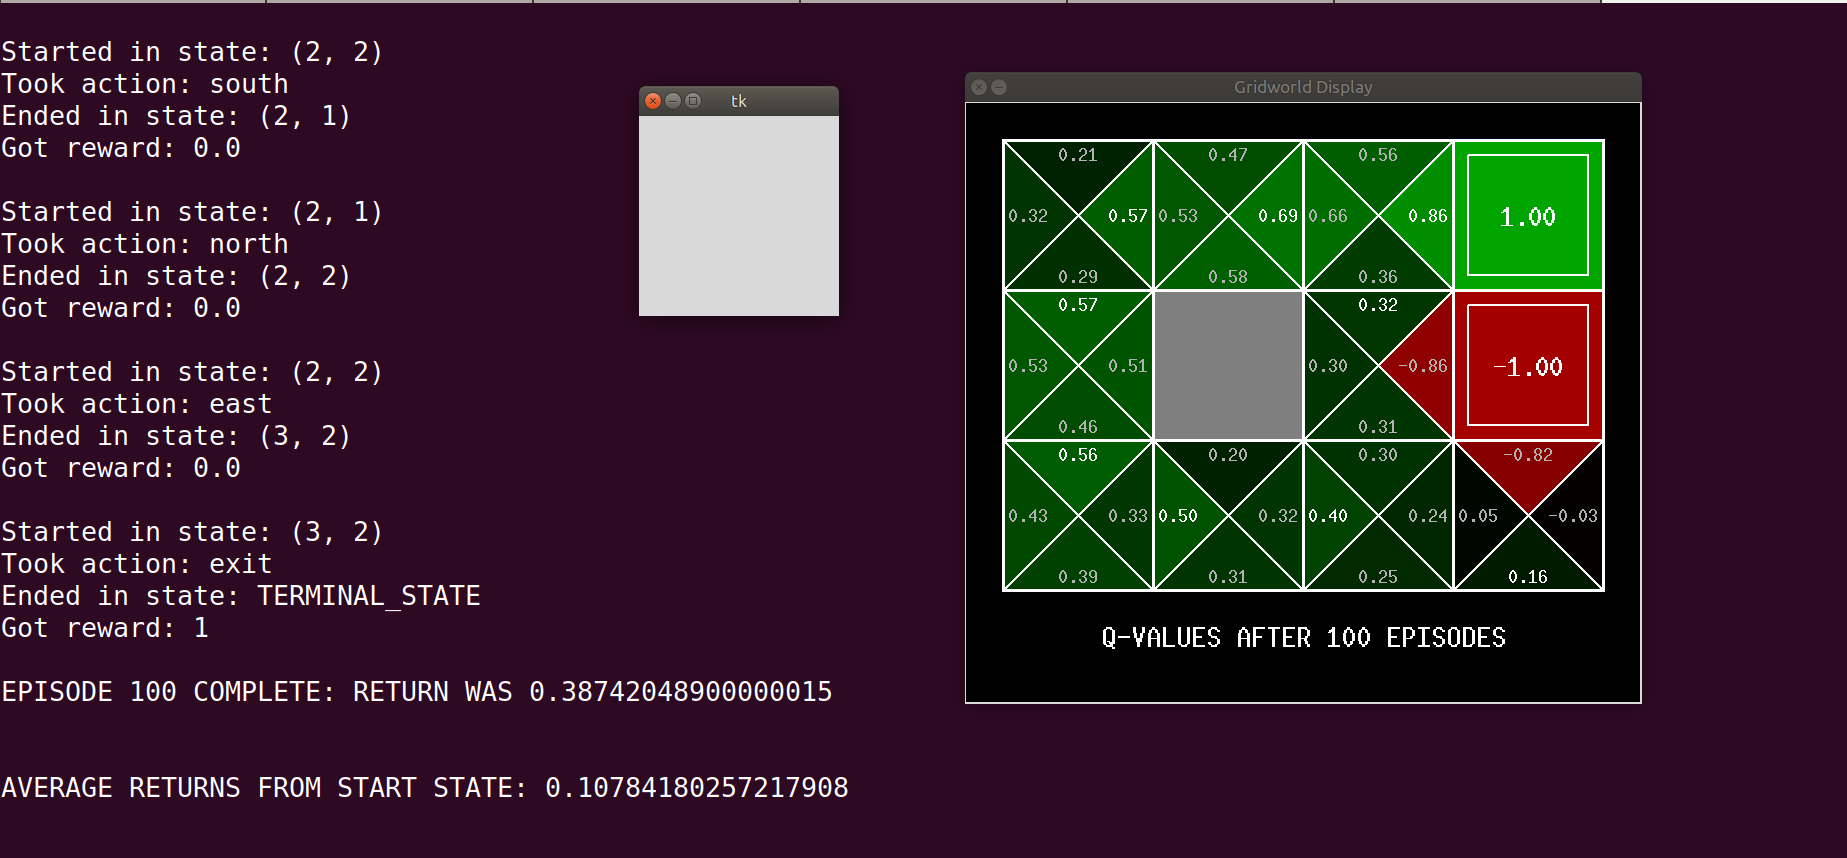 Started in state: (2, 2)
Took action: south
Ended in state: (2, 1)
Got reward: 0.0
Started in state: (2, 1)
Took action: north
Ended in state: (2, 2)
Got reward: 0.0
Started in state: (2, 2)
Took action: east
Ended in state: (3, 2)
Got reward: 0.0
Started in state: (3, 2)
Took action: exit
Ended in state: TERMINAL_STATE
Got reward: 1
EPISODE 100 COMPLETE: RETURN WAS 0.38742048900000015
AVERAGE RETURNS FROM START STATE: 0.10784180257217908
tk
Gridworld Display
0.21 0.47 0.56
0.32 0.57 0.53 0.69 0.66 0.86 1.00
0.29 0.58 0.36
0.57 0.32
0.53 0.51 0.30 -0.86 -1.00
0.46 0.31
0.56 0.20 0.30 -0.82
0.43 0.33 0.50 0.32 0.40 0.24 0.05 -0.03
0.39 0.31 0.25 0.16
Q-VALUES AFTER 100 EPISODES